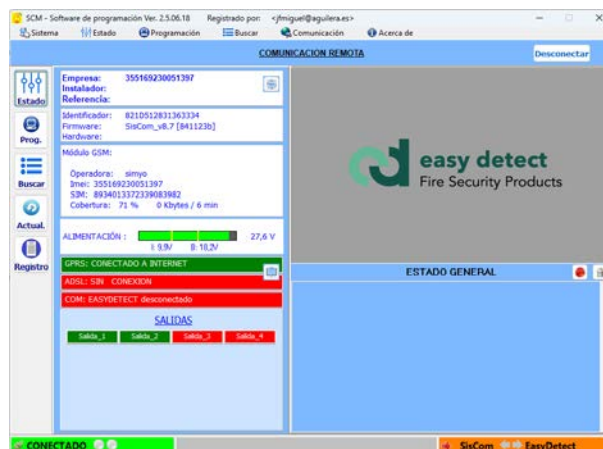 SCM - Software de programación Ver. 2.5.06.18 Registrado por: <jfmiguel@aguilera.es>
Sistema Estado Programación Buscar Comunicación Acerca de
COMUNICACION REMOTA
Desconectar
Estado
Prog.
Buscar
Actual.
Registro
Empresa: 355169230051397
Instalador:
Referencia:
Identificador: 821D512831363334
Firmware: SisCom_v8.7 [841123b]
Hardware:
Módulo GSM:
Operadora: simyo
Imei: 355169230051397
SIM: 8934013372339083982
Cobertura: 71 % 0 Kbytes / 6 min
ALIMENTACIÓN : 27,6 V
I: 9,9V B: 18,2V
GPRS: CONECTADO A INTERNET
ADSL: SIN CONEXION
COM: EASYDETECT desconectado
SALIDAS
Salida_1 Salida_2 Salida_3 Salida_4
easy detect
Fire Security Products
ESTADO GENERAL
CONECTADO
SisCom EasyDetect